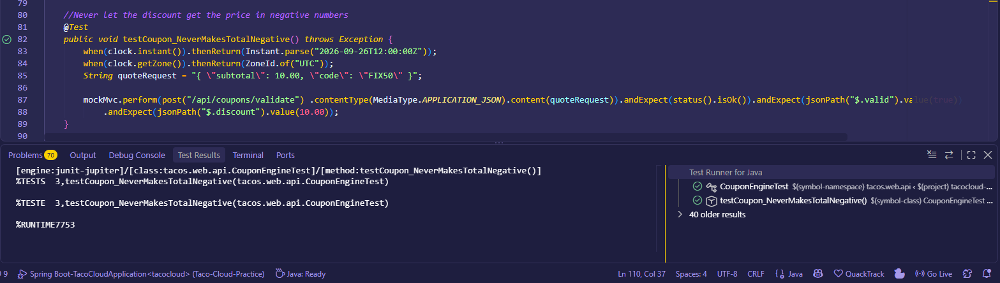 79
80 //Never let the discount get the price in negative numbers
81 @Test
82 public void testCoupon_NeverMakesTotalNegative() throws Exception {
83 when(clock.instant()).thenReturn(Instant.parse("2026-09-26T12:00:00Z"));
84 when(clock.getZone()).thenReturn(ZoneId.of("UTC"));
85 String quoteRequest = "{ \"subtotal\": 10.00, \"code\": \"FIX50\" }";
86
87 mockMvc.perform(post("/api/coupons/validate") .contentType(MediaType.APPLICATION_JSON).content(quoteRequest)).andExpect(status().isOk()).andExpect(jsonPath("$.valid").value(true))
88 .andExpect(jsonPath("$.discount").value(10.00));
89 }
90
Problems 70 Output Debug Console Test Results Terminal Ports
[engine:junit-jupiter]/[class:tacos.web.api.CouponEngineTest]/[method:testCoupon_NeverMakesTotalNegative()]
%TESTS 3,testCoupon_NeverMakesTotalNegative(tacos.web.api.CouponEngineTest)
%TESTE 3,testCoupon_NeverMakesTotalNegative(tacos.web.api.CouponEngineTest)
%RUNTIME7753
Test Runner for Java
CouponEngineTest $(symbol-namespace) tacos.web.api ‹ $(project) tacocloud-...
testCoupon_NeverMakesTotalNegative() $(symbol-class) CouponEngineTest ...
40 older results
9 Spring Boot-TacoCloudApplication<tacocloud> (Taco-Cloud-Practice) Java: Ready Ln 110, Col 37 Spaces: 4 UTF-8 CRLF {} Java QuackTrack Go Live